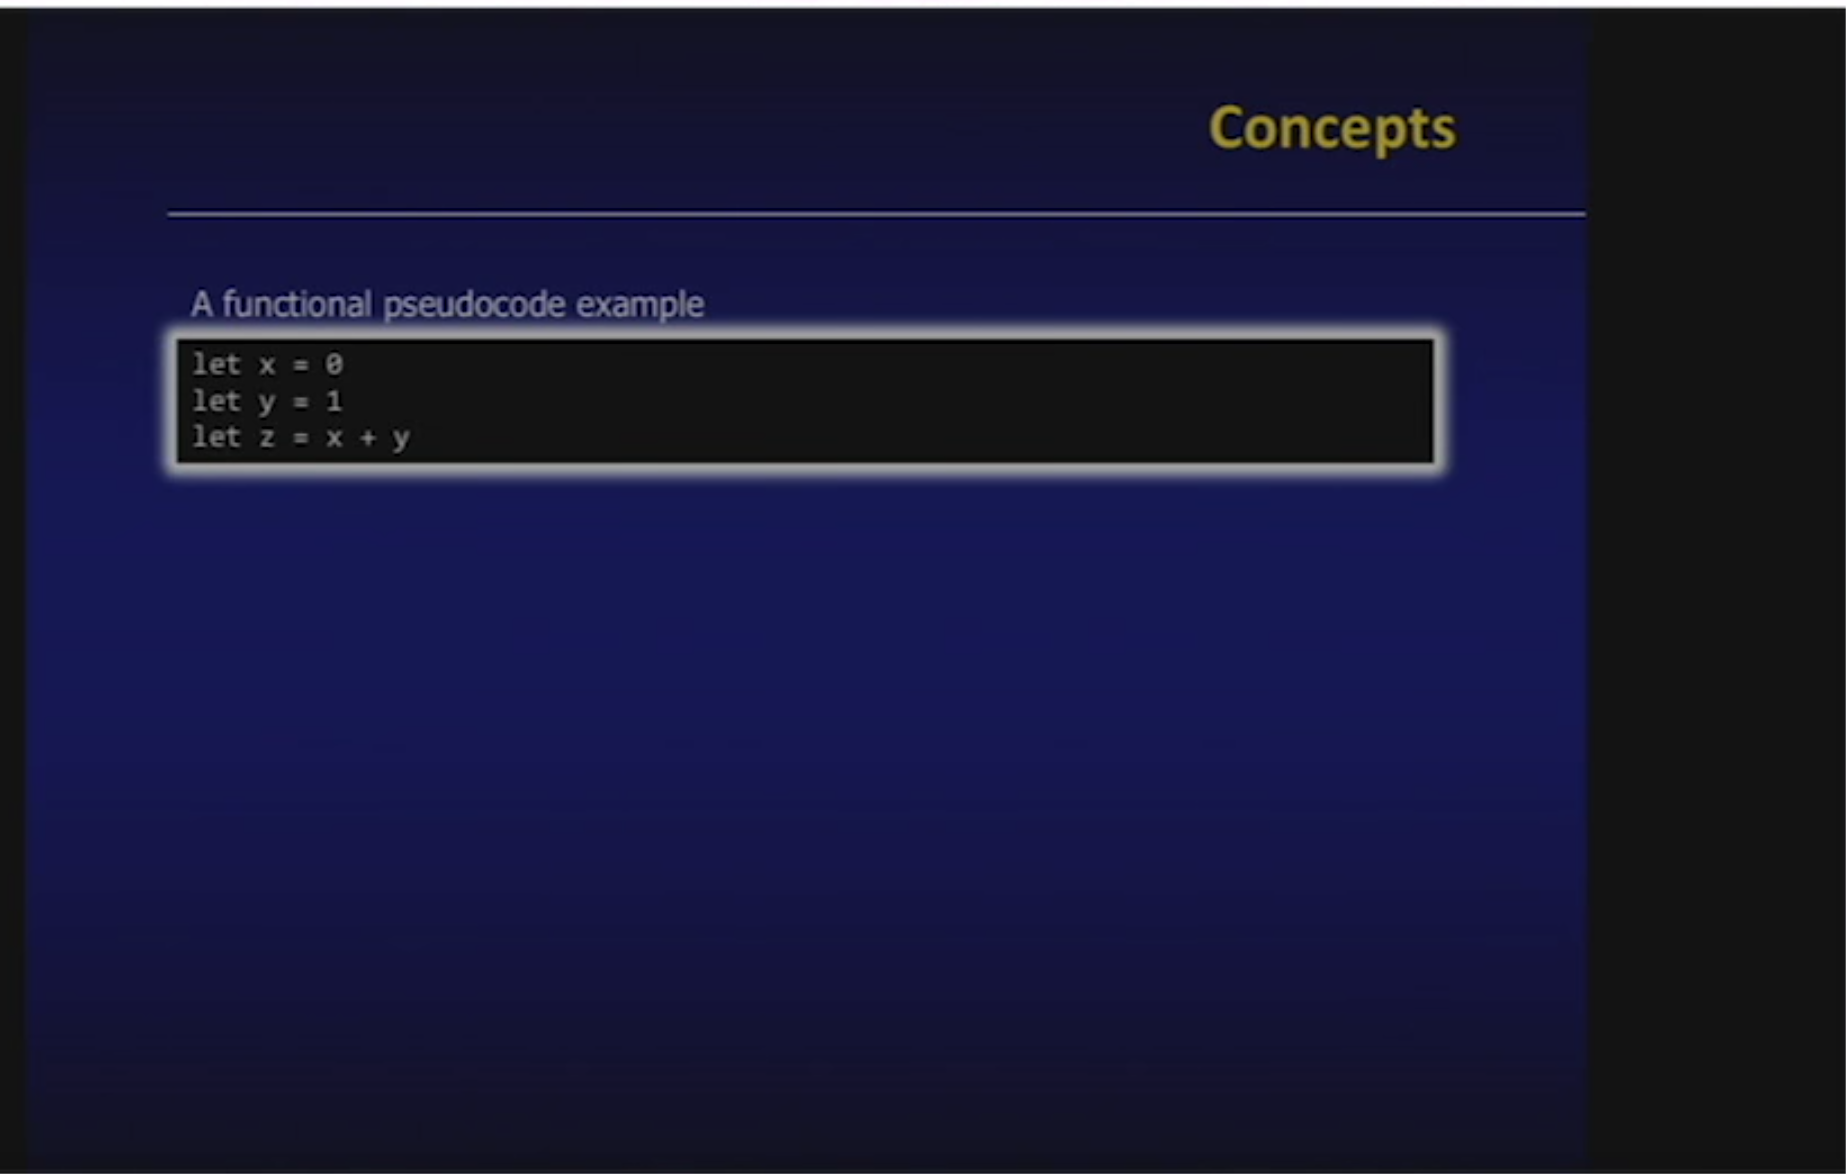 Concepts
A functional pseudocode example
let x = 0
let y = 1
let z = x + y